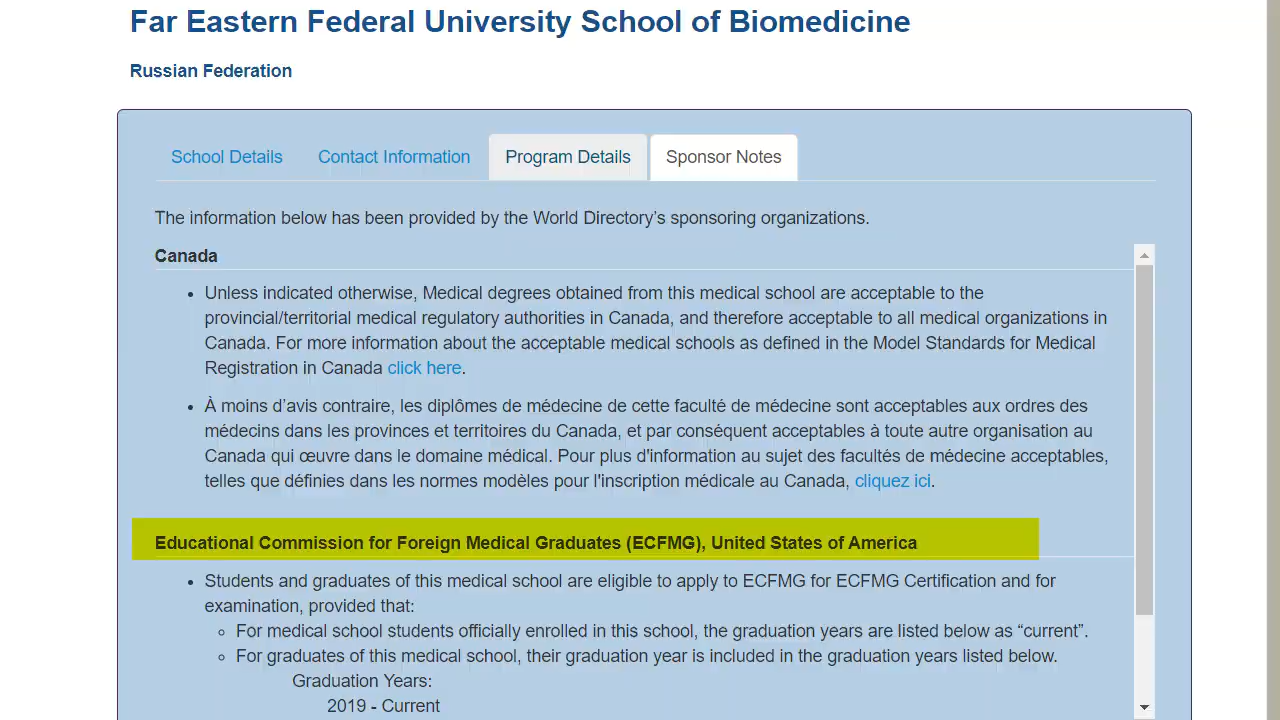 Far Eastern Federal University School of Biomedicine
Russian Federation
School Details Contact Information Program Details Sponsor Notes
The information below has been provided by the World Directory’s sponsoring organizations.
Canada
• Unless indicated otherwise, Medical degrees obtained from this medical school are acceptable to the
provincial/territorial medical regulatory authorities in Canada, and therefore acceptable to all medical organizations in
Canada. For more information about the acceptable medical schools as defined in the Model Standards for Medical
Registration in Canada click here.
• À moins d’avis contraire, les diplômes de médecine de cette faculté de médecine sont acceptables aux ordres des
médecins dans les provinces et territoires du Canada, et par conséquent acceptables à toute autre organisation au
Canada qui œuvre dans le domaine médical. Pour plus d'information au sujet des facultés de médecine acceptables,
telles que définies dans les normes modèles pour l'inscription médicale au Canada, cliquez ici.
Educational Commission for Foreign Medical Graduates (ECFMG), United States of America
• Students and graduates of this medical school are eligible to apply to ECFMG for ECFMG Certification and for
examination, provided that:
◦ For medical school students officially enrolled in this school, the graduation years are listed below as “current”.
◦ For graduates of this medical school, their graduation year is included in the graduation years listed below.
Graduation Years:
2019 - Current